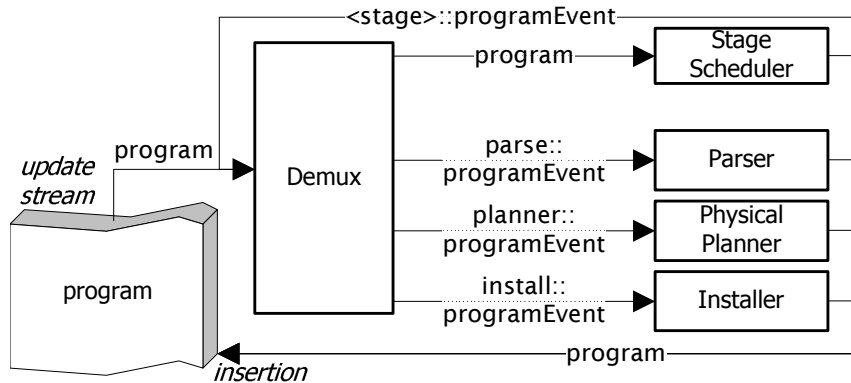 <stage>::programEvent
program
Stage
Scheduler
update
stream
program
Demux
parse::
programEvent
Parser
planner::
programEvent
Physical
Planner
program
install::
programEvent
Installer
insertion
program